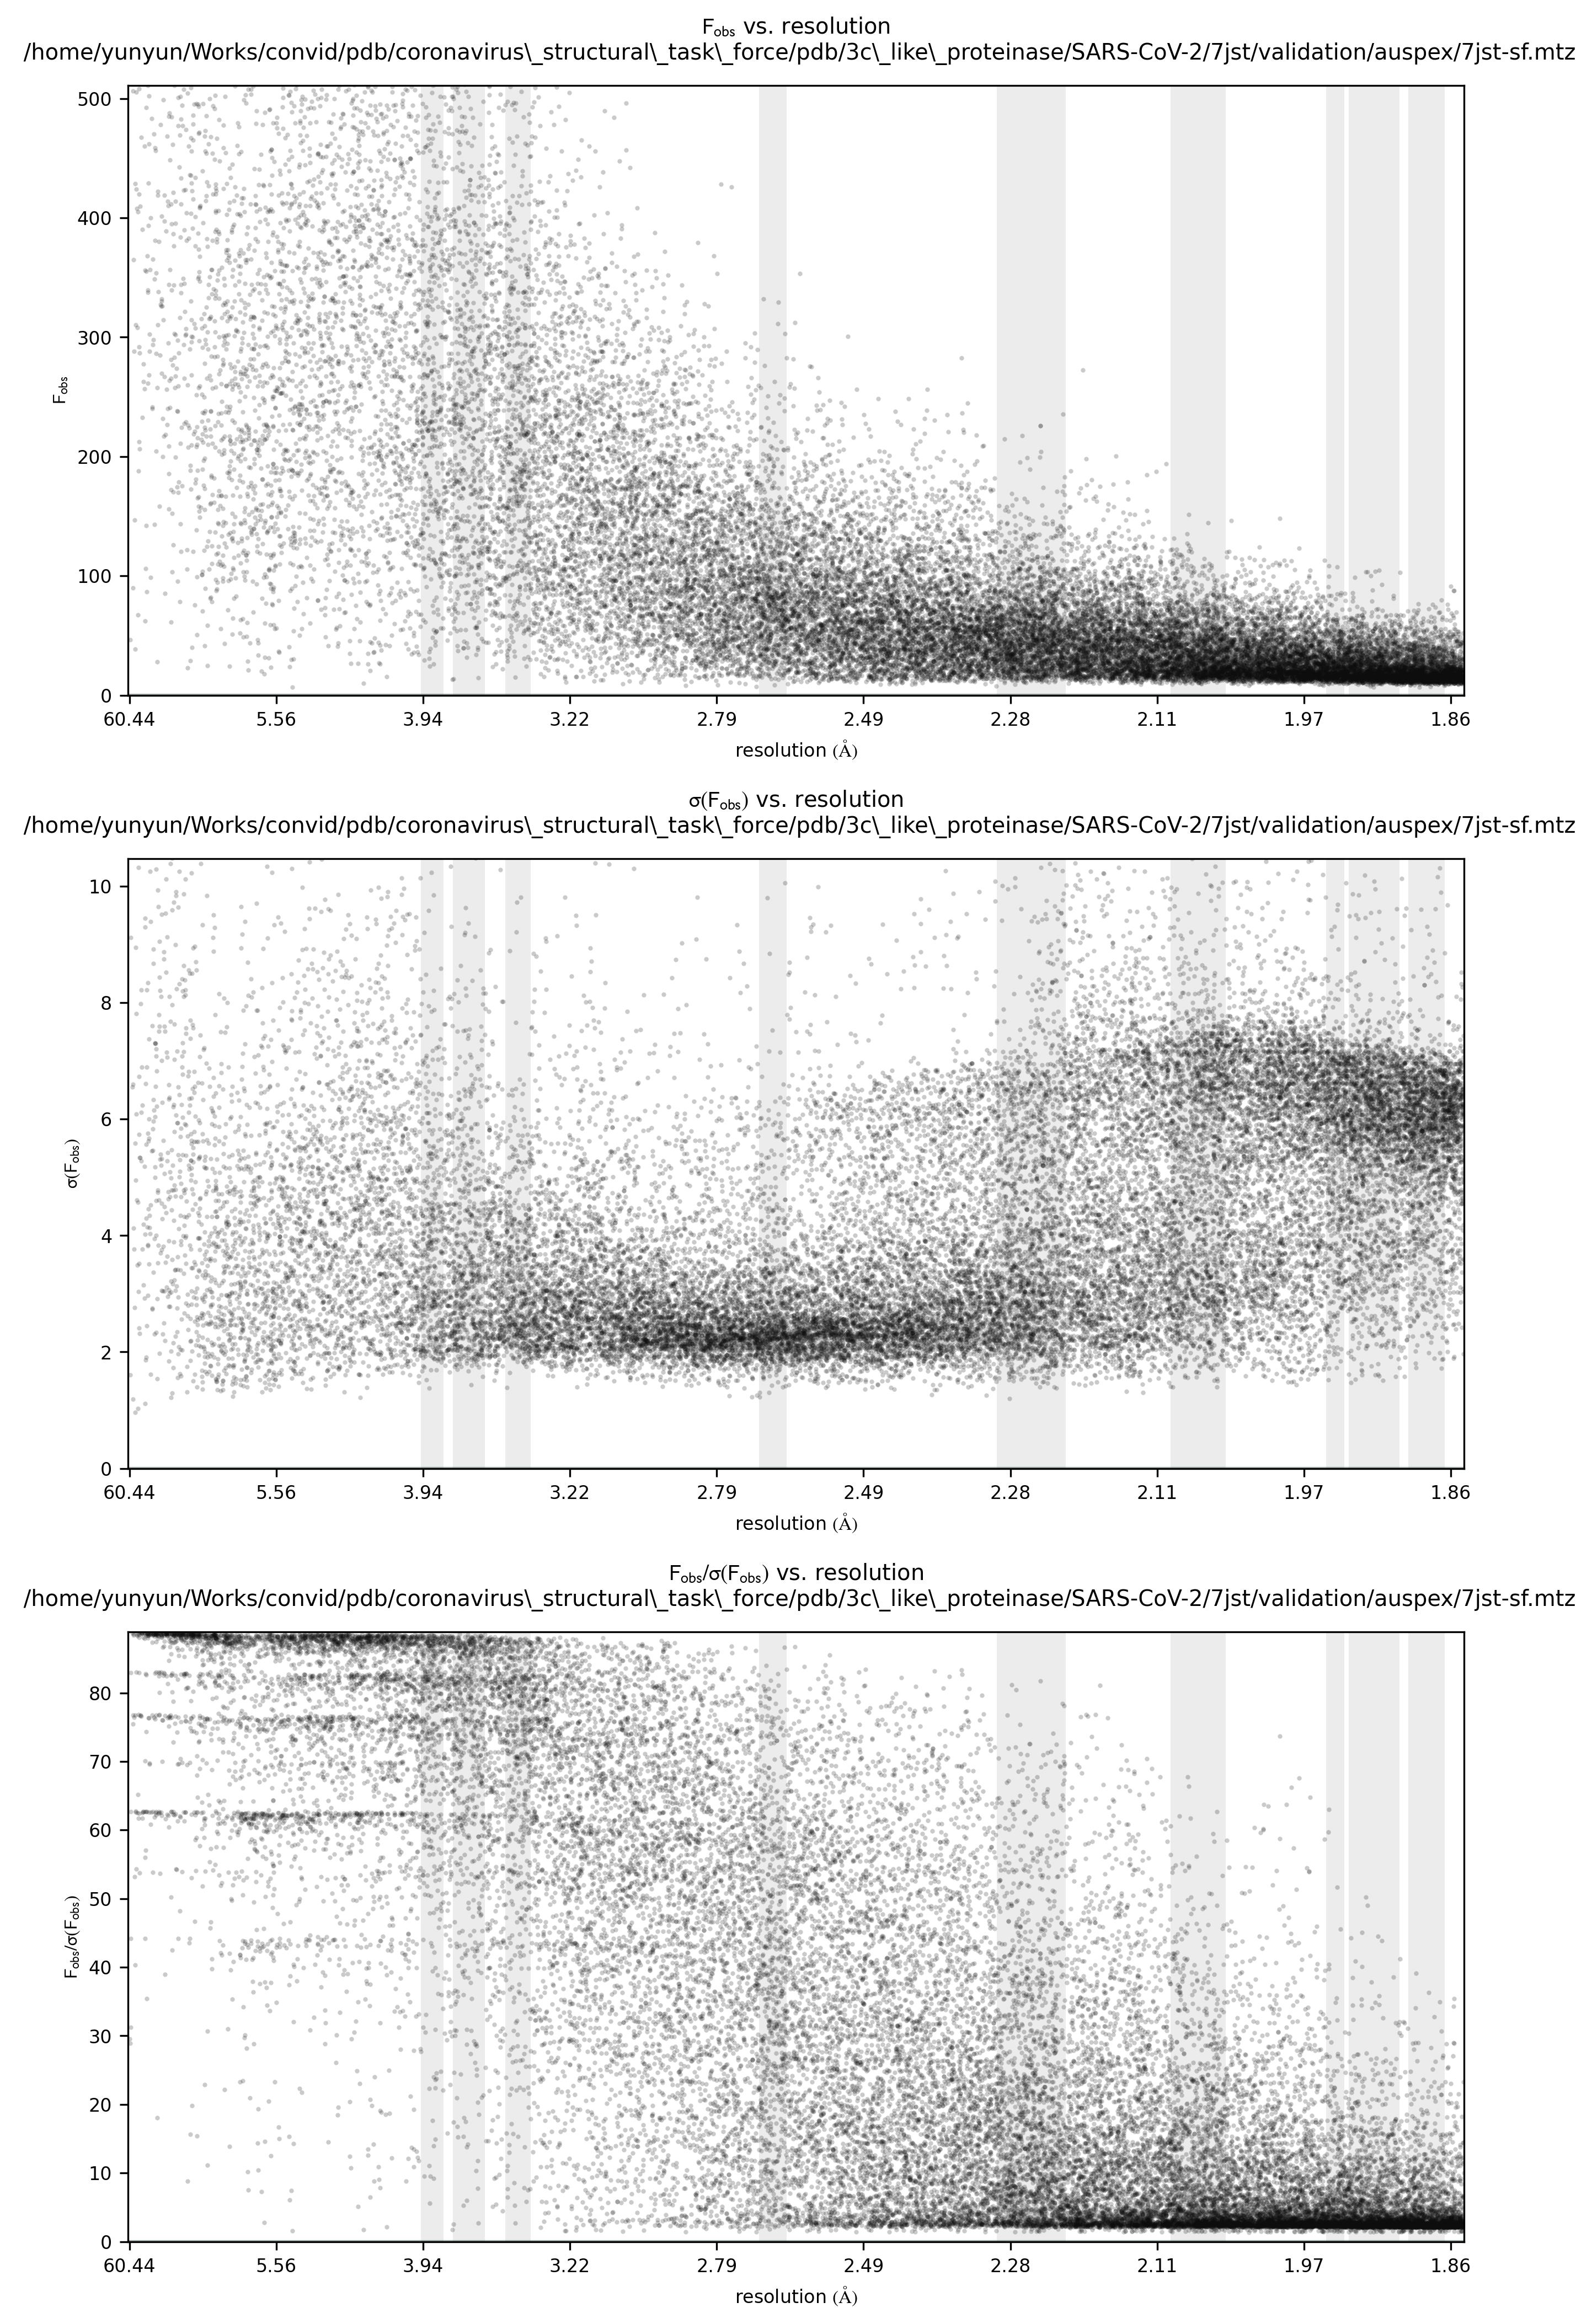 Fobs vs. resolution
/home/yunyun/Works/convid/pdb/coronavirus\_structural\_task\_force/pdb/3c\_like\_proteinase/SARS-CoV-2/7jst/validation/auspex/7jst-sf.mtz
500
400
300
200
100
0
Fobs
60.44 5.56 3.94 3.22 2.79 2.49 2.28 2.11 1.97 1.86
resolution (Å)
σ(Fobs) vs. resolution
/home/yunyun/Works/convid/pdb/coronavirus\_structural\_task\_force/pdb/3c\_like\_proteinase/SARS-CoV-2/7jst/validation/auspex/7jst-sf.mtz
10
8
6
4
2
0
σ(Fobs)
60.44 5.56 3.94 3.22 2.79 2.49 2.28 2.11 1.97 1.86
resolution (Å)
Fobs/σ(Fobs) vs. resolution
/home/yunyun/Works/convid/pdb/coronavirus\_structural\_task\_force/pdb/3c\_like\_proteinase/SARS-CoV-2/7jst/validation/auspex/7jst-sf.mtz
80
70
60
50
40
30
20
10
0
Fobs/σ(Fobs)
60.44 5.56 3.94 3.22 2.79 2.49 2.28 2.11 1.97 1.86
resolution (Å)